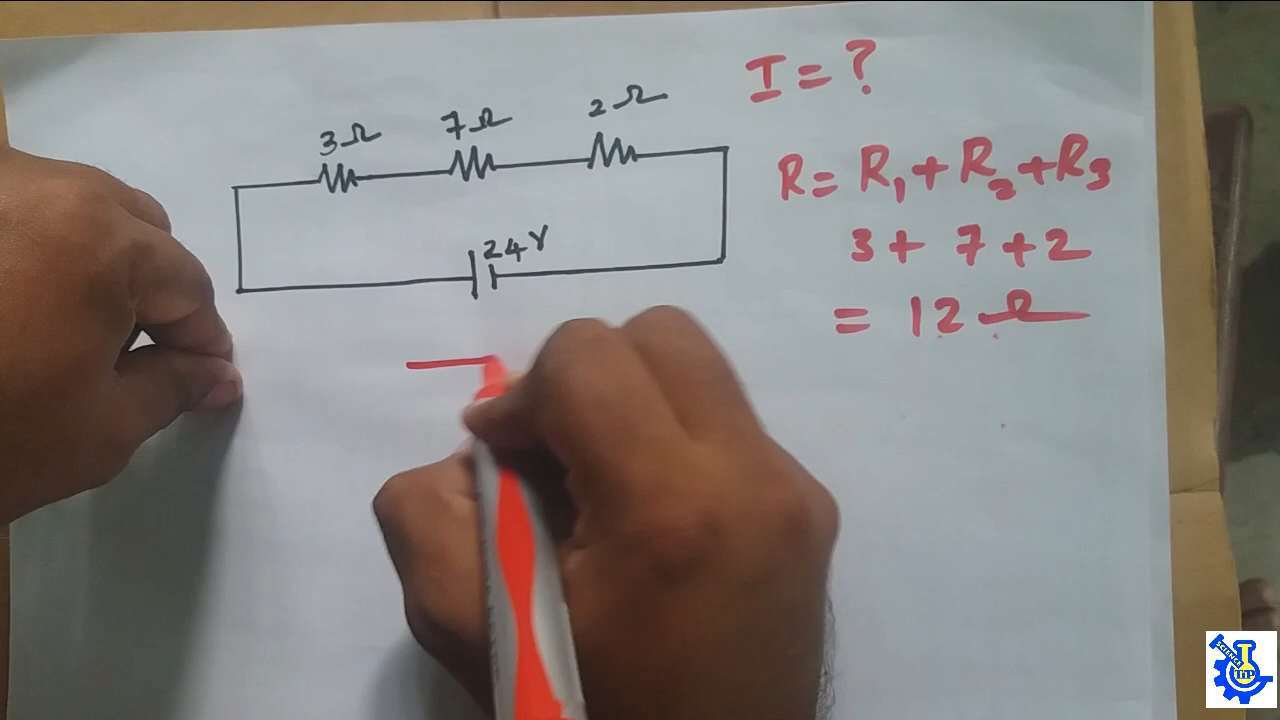 I = ?
3Ω 7Ω 2Ω
R = R₁ + R₂ + R₃
24V
3 + 7 + 2
= 12 Ω